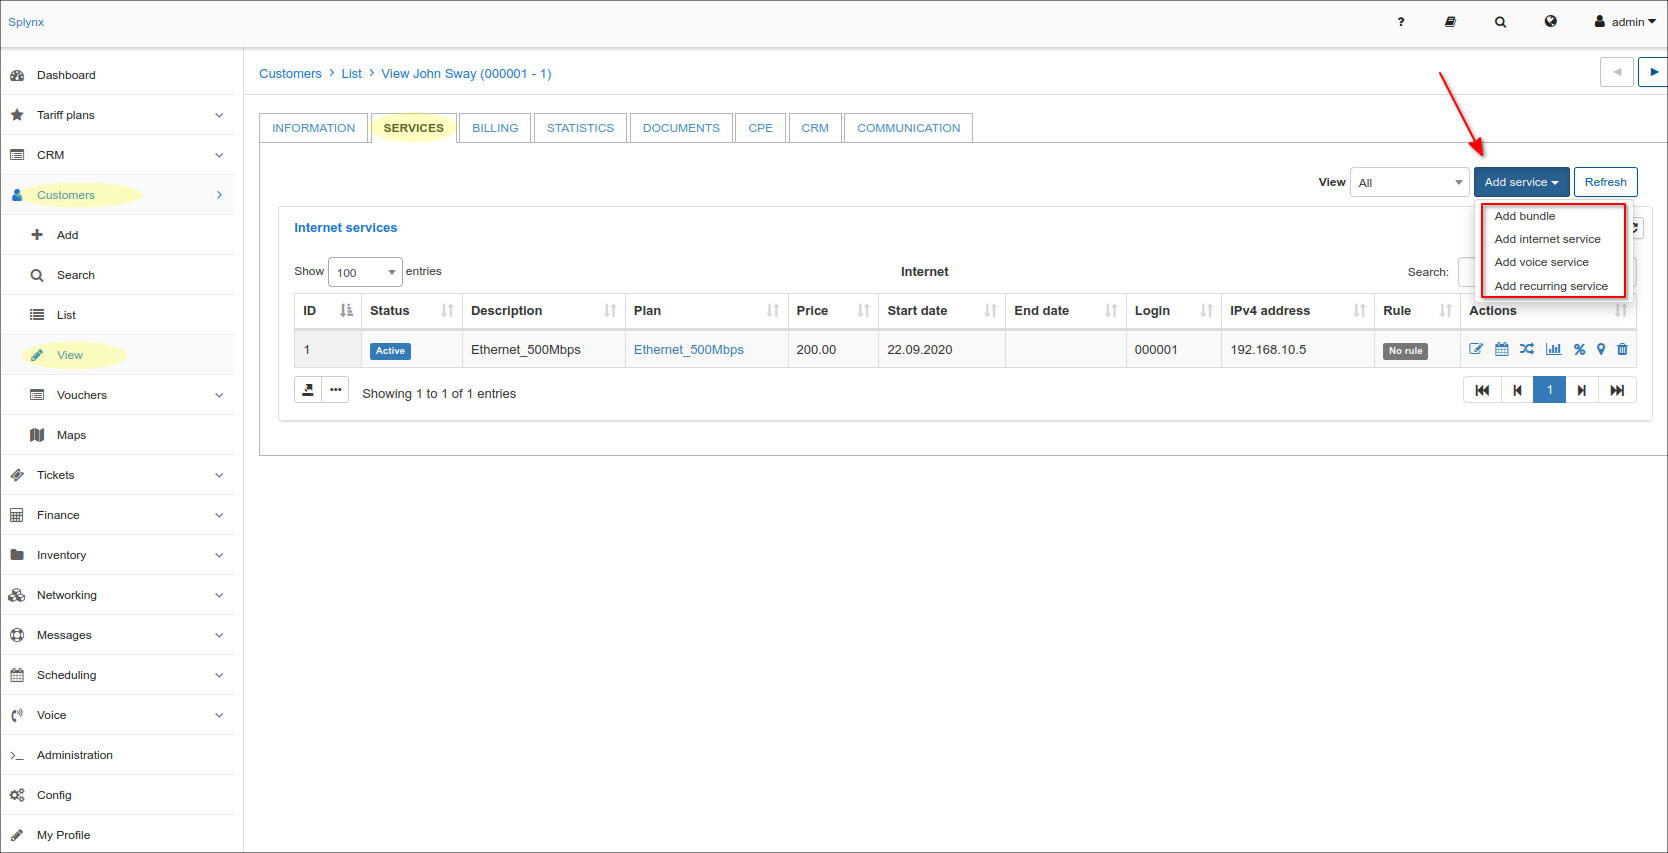 Splynx
? admin
Dashboard
Tariff plans
CRM
Customers
Add
Search
List
View
Vouchers
Maps
Tickets
Finance
Inventory
Networking
Messages
Scheduling
Voice
Administration
Config
My Profile
Customers > List > View John Sway (000001 - 1)
INFORMATION SERVICES BILLING STATISTICS DOCUMENTS CPE CRM COMMUNICATION
View All Add service Refresh
Add bundle
Add internet service
Add voice service
Add recurring service
Internet services
Show 100 entries Internet Search:
ID Status Description Plan Price Start date End date Login IPv4 address Rule Actions
1 Active Ethernet_500Mbps Ethernet_500Mbps 200.00 22.09.2020 000001 192.168.10.5 No rule
Showing 1 to 1 of 1 entries 1